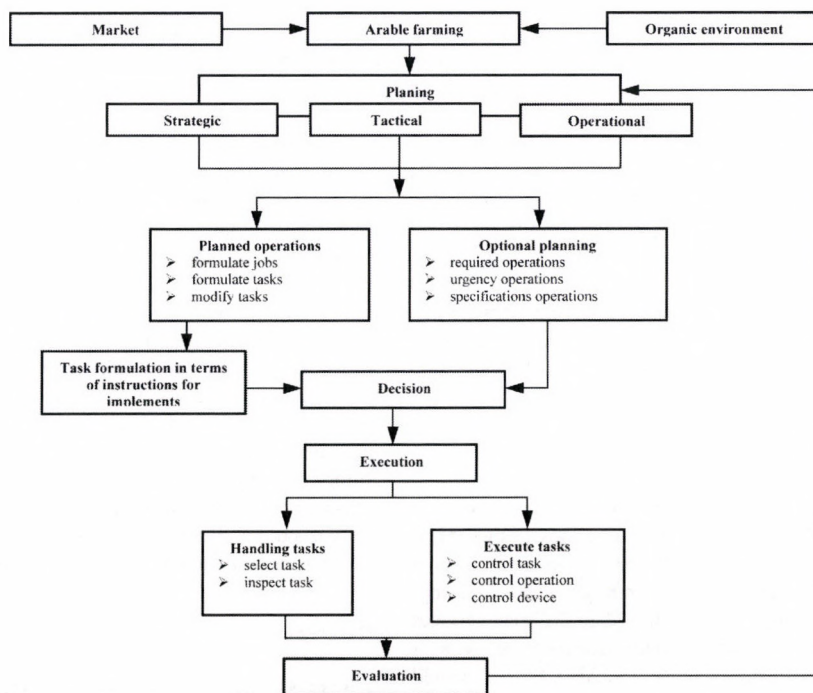 Market
Arable farming
Organic environment
Planing
Strategic
Tactical
Operational
Planned operations
➢ formulate jobs
➢ formulate tasks
➢ modify tasks
Optional planning
➢ required operations
➢ urgency operations
➢ specifications operations
Task formulation in terms
of instructions for
implements
Decision
Execution
Handling tasks
➢ select task
➢ inspect task
Execute tasks
➢ control task
➢ control operation
➢ control device
Evaluation